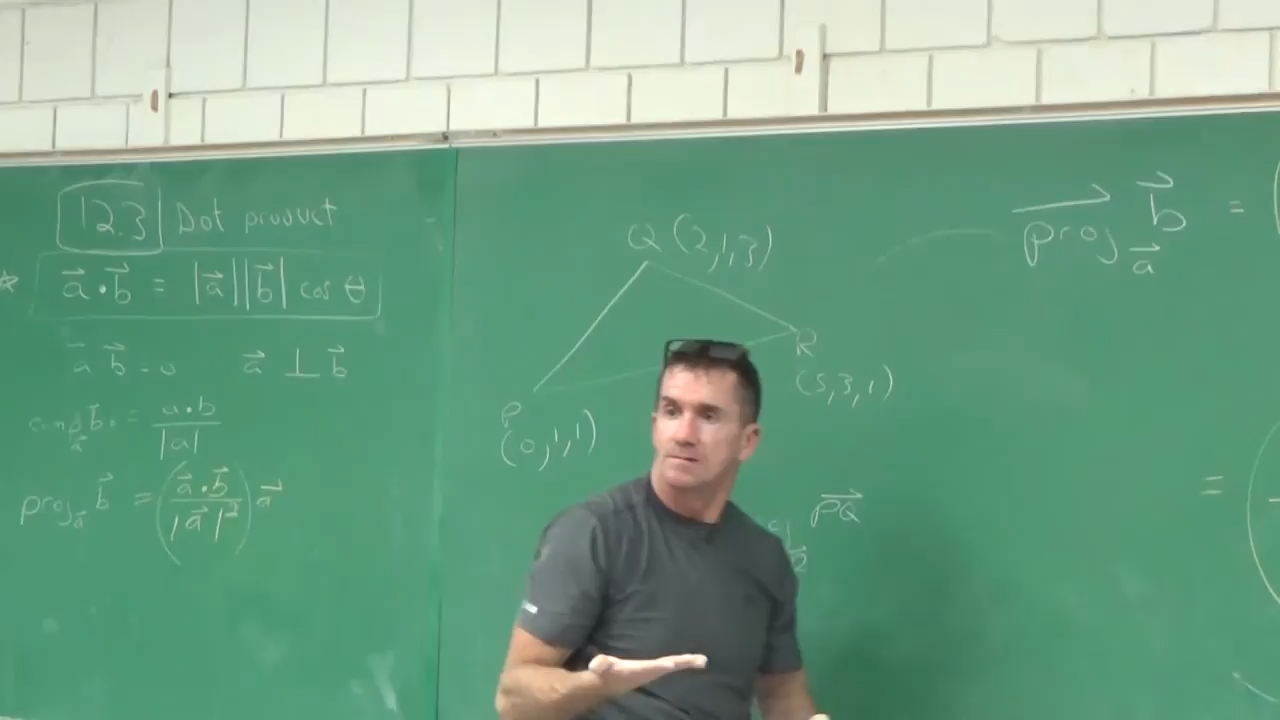 12.3 Dot product
a⃗·b⃗ = |a⃗||b⃗| cos θ
a⃗ b⃗ = 0 a⃗ ⊥ b⃗
comp_a⃗ b⃗ = a·b / |a|
proj_a⃗ b⃗ = (a⃗·b⃗ / |a⃗|²) a⃗
Q (2,1,3)
R
(5,3,1)
P
(0,1,1)
PQ⃗
proj_a⃗ b⃗ = (
= (